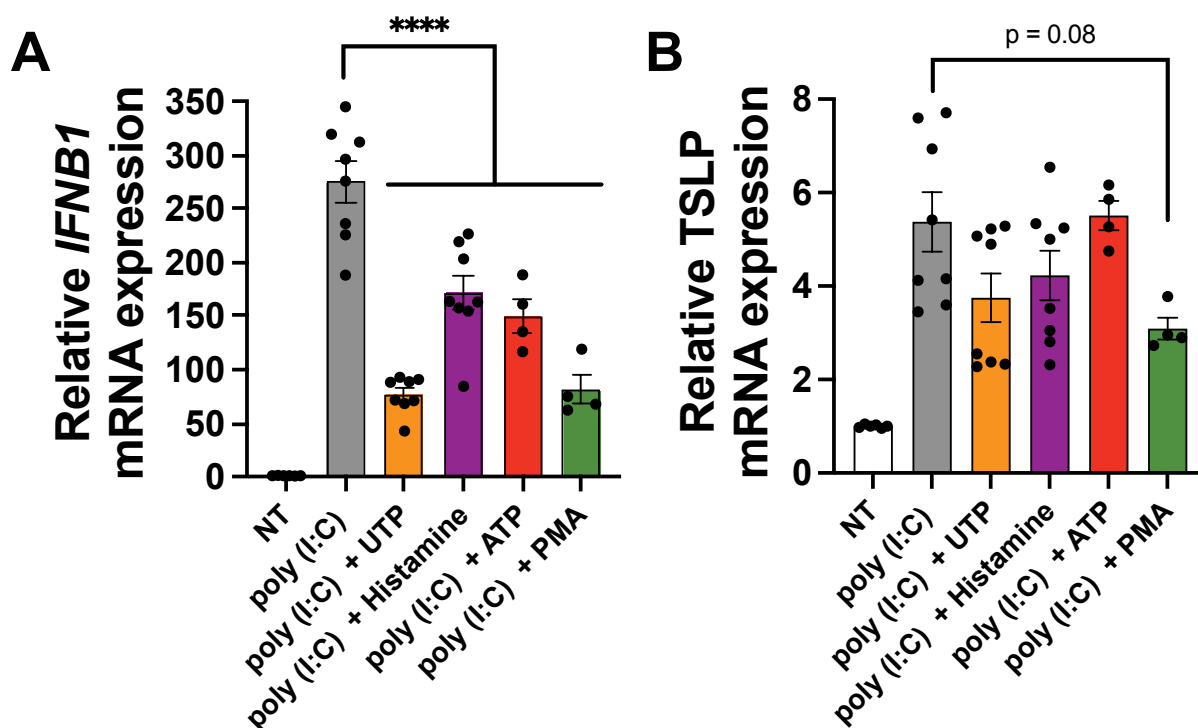 A
Relative IFNB1
mRNA expression
****
350
300
250
200
150
100
50
0
NT
poly (I:C)
poly (I:C) + UTP
poly (I:C) + Histamine
poly (I:C) + ATP
poly (I:C) + PMA
B
Relative TSLP
mRNA expression
p = 0.08
8
6
4
2
0
NT
poly (I:C)
poly (I:C) + UTP
poly (I:C) + Histamine
poly (I:C) + ATP
poly (I:C) + PMA